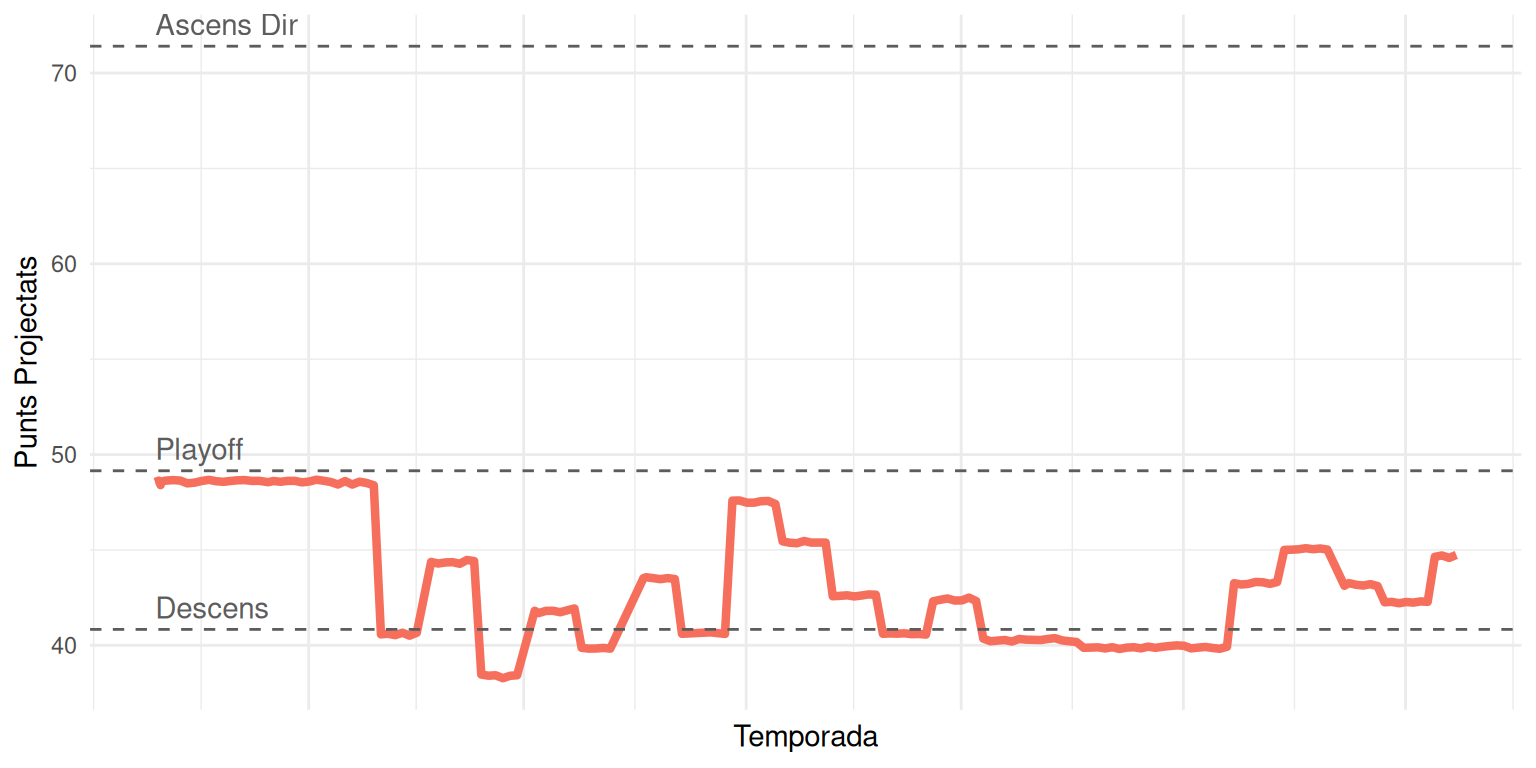 Ascens Dir
70
60
Punts Projectats
50
Playoff
Descens
40
Temporada